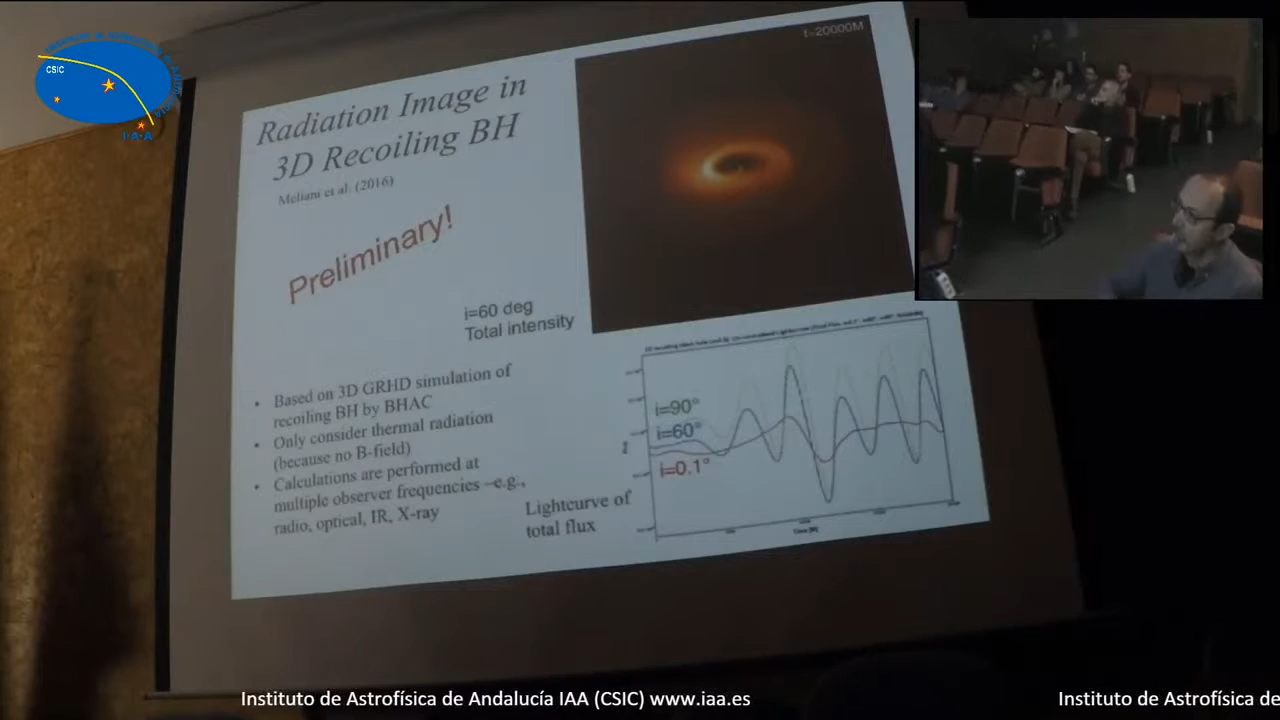 CSIC
I·A·A
Radiation Image in
3D Recoiling BH
Meliani et al. (2016)
Preliminary!
t=20000M
i=60 deg
Total intensity
• Based on 3D GRHD simulation of
recoiling BH by BHAC
• Only consider thermal radiation
(because no B-field)
• Calculations are performed at
multiple observer frequencies –e.g.,
radio, optical, IR, X-ray
Lightcurve of
total flux
i=90°
i=60°
i=0.1°
Instituto de Astrofísica de Andalucía IAA (CSIC) www.iaa.es
Instituto de Astrofísica de